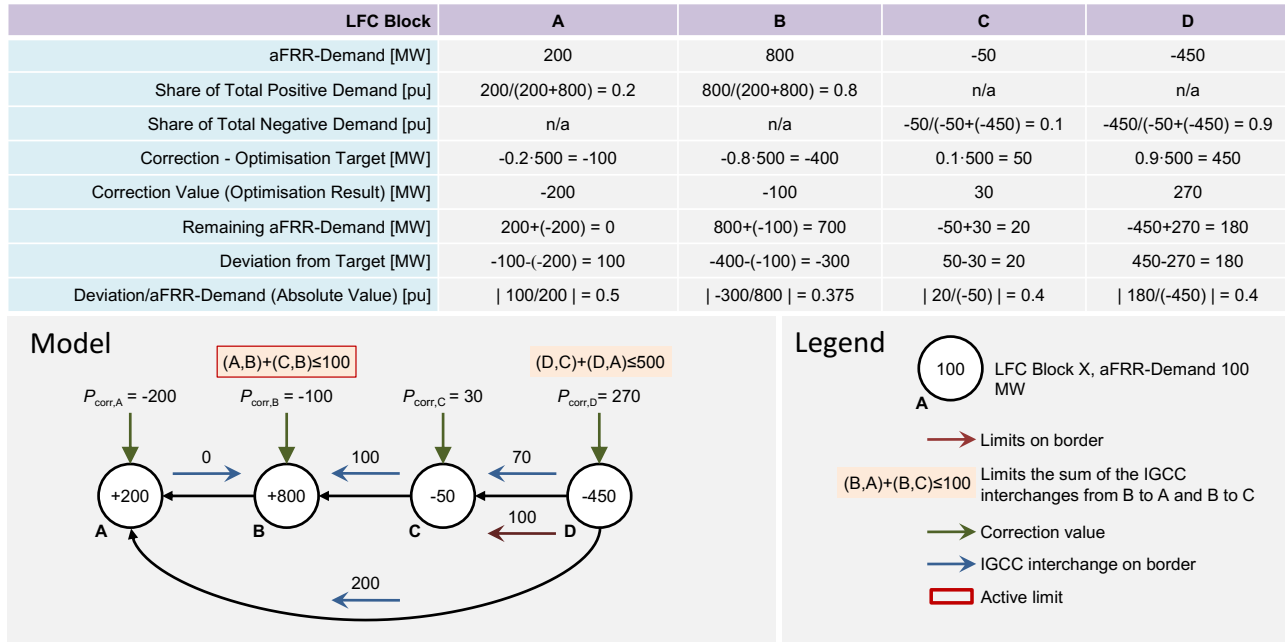 LFC Block A B C D
aFRR-Demand [MW] 200 800 -50 -450
Share of Total Positive Demand [pu] 200/(200+800) = 0.2 800/(200+800) = 0.8 n/a n/a
Share of Total Negative Demand [pu] n/a n/a -50/(-50+(-450) = 0.1 -450/(-50+(-450) = 0.9
Correction - Optimisation Target [MW] -0.2·500 = -100 -0.8·500 = -400 0.1·500 = 50 0.9·500 = 450
Correction Value (Optimisation Result) [MW] -200 -100 30 270
Remaining aFRR-Demand [MW] 200+(-200) = 0 800+(-100) = 700 -50+30 = 20 -450+270 = 180
Deviation from Target [MW] -100-(-200) = 100 -400-(-100) = -300 50-30 = 20 450-270 = 180
Deviation/aFRR-Demand (Absolute Value) [pu] | 100/200 | = 0.5 | -300/800 | = 0.375 | 20/(-50) | = 0.4 | 180/(-450) | = 0.4
Model
(A,B)+(C,B)≤100 (D,C)+(D,A)≤500
Pcorr,A = -200 Pcorr,B = -100 Pcorr,C = 30 Pcorr,D= 270
0 100 70
+200 +800 -50 -450
A B C D
100
200
Legend
100
A
LFC Block X, aFRR-Demand 100
MW
Limits on border
(B,A)+(B,C)≤100
Limits the sum of the IGCC
interchanges from B to A and B to C
Correction value
IGCC interchange on border
Active limit